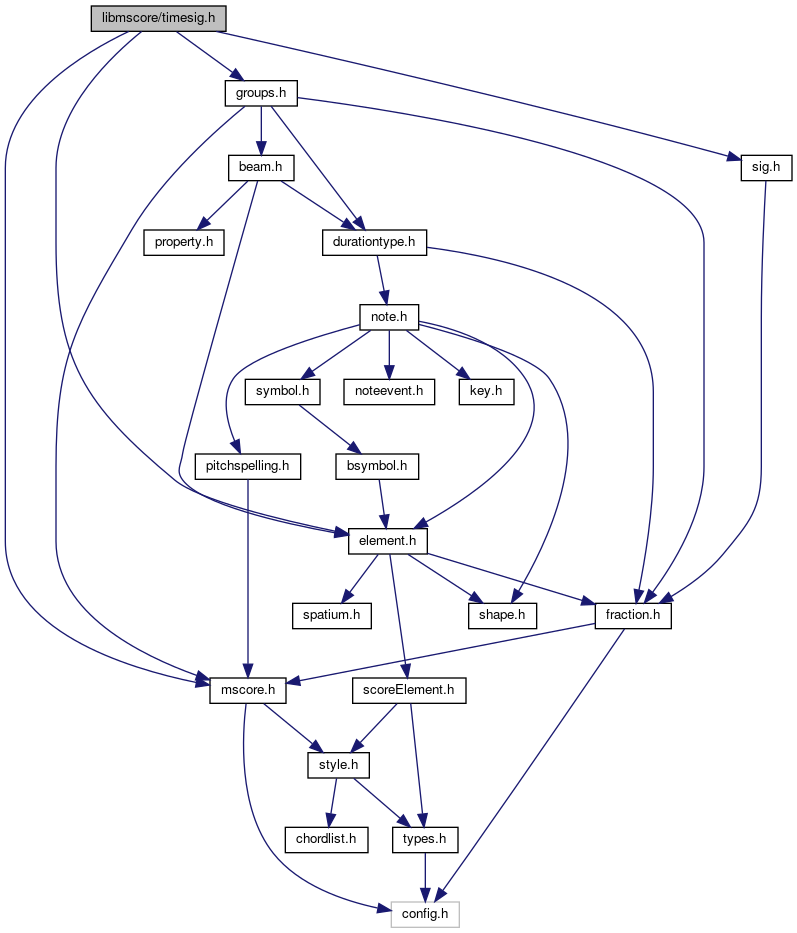 libmscore/timesig.h
groups.h
beam.h
sig.h
property.h
durationtype.h
note.h
symbol.h
noteevent.h
key.h
pitchspelling.h
bsymbol.h
element.h
spatium.h
shape.h
fraction.h
mscore.h
scoreElement.h
style.h
chordlist.h
types.h
config.h